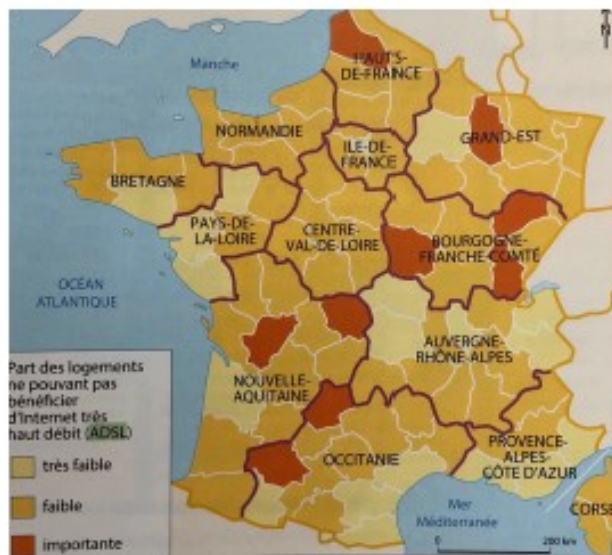 N
Manche
HAUTS-
DE-FRANCE
NORMANDIE
ILE-DE-
FRANCE
GRAND-EST
BRETAGNE
PAYS-DE-
LA-LOIRE
CENTRE-
VAL-DE-LOIRE
BOURGOGNE-
FRANCHE-COMTÉ
OCÉAN
ATLANTIQUE
AUVERGNE-
RHÔNE-ALPES
NOUVELLE-
AQUITAINE
OCCITANIE
PROVENCE-
ALPES-
CÔTE D'AZUR
Mer
Méditerranée
CORSE
200 km
Part des logements
ne pouvant pas
bénéficier
d'Internet très
haut débit (ADSL)
très faible
faible
importante